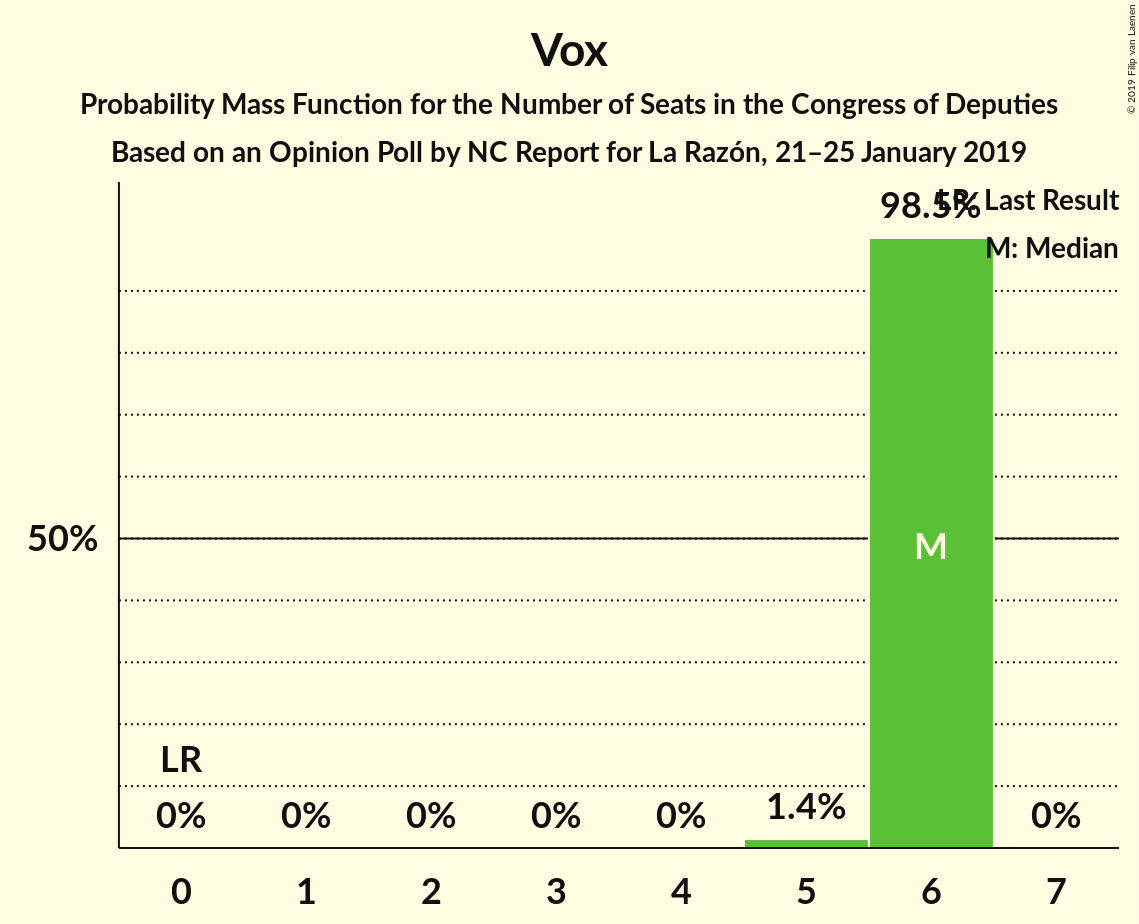 Vox
Probability Mass Function for the Number of Seats in the Congress of Deputies
Based on an Opinion Poll by NC Report for La Razón, 21–25 January 2019
© 2019 Filip van Laenen
98.5%
LR: Last Result
M: Median
50%
M
LR
0% 0% 0% 0% 0% 1.4% 0%
0 1 2 3 4 5 6 7